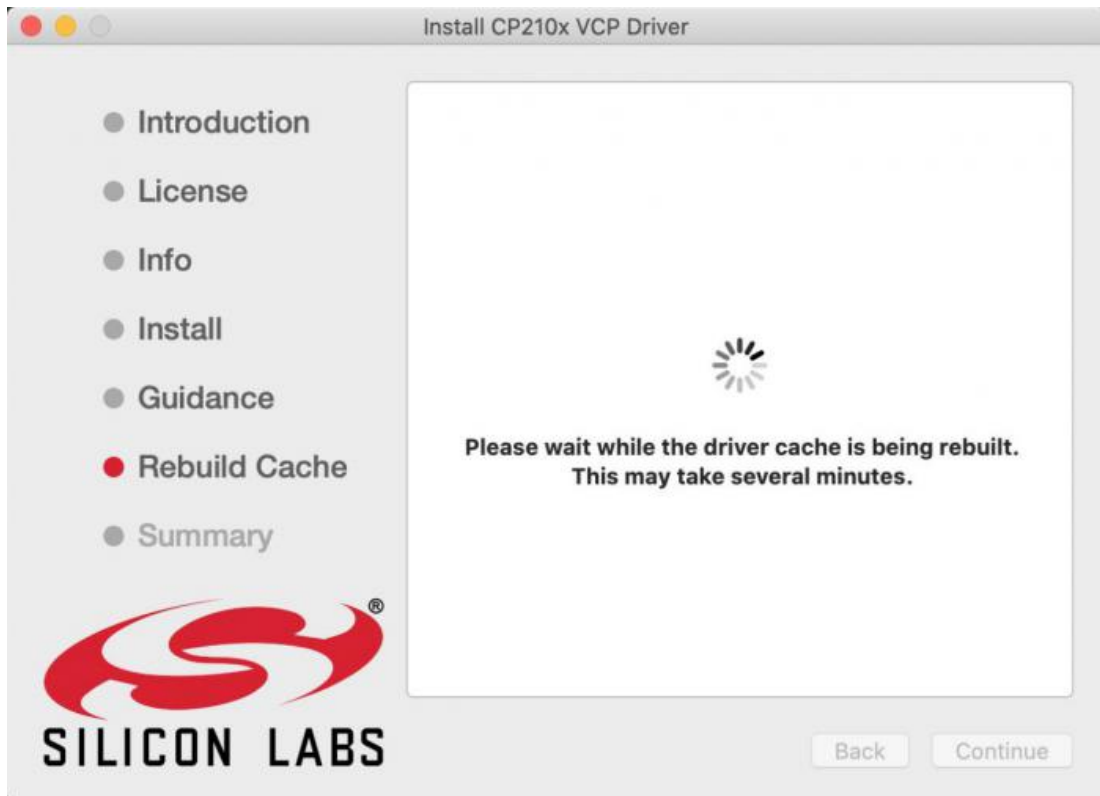 Install CP210x VCP Driver
Introduction
License
Info
Install
Guidance
Rebuild Cache
Summary
Please wait while the driver cache is being rebuilt.
This may take several minutes.
®
SILICON LABS
Back
Continue